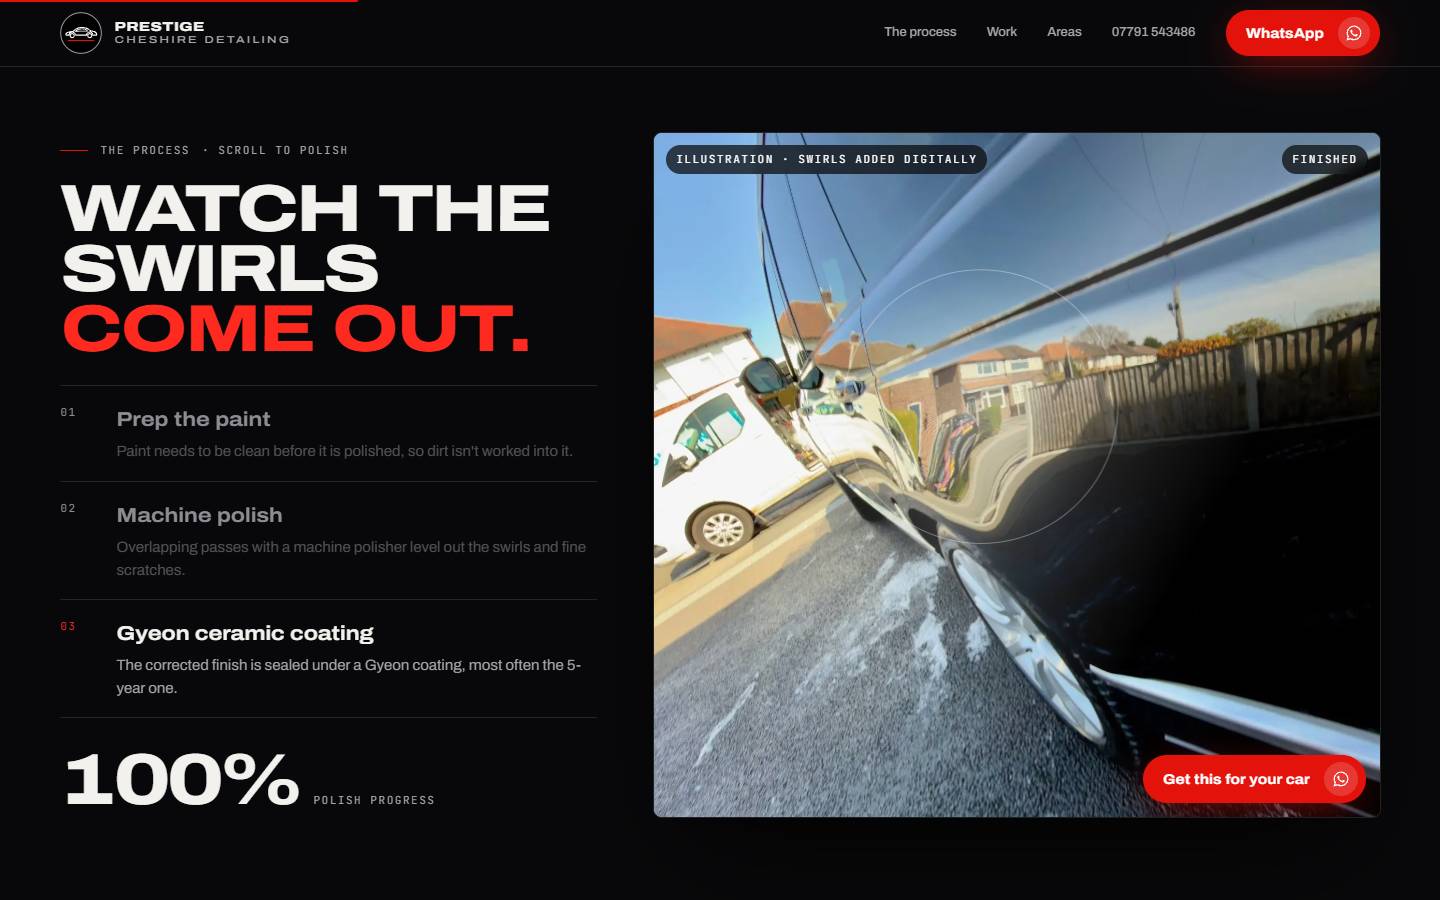 PRESTIGE
CHESHIRE DETAILING
The process
Work
Areas
07791 543486
WhatsApp
THE PROCESS · SCROLL TO POLISH
WATCH THE
SWIRLS
COME OUT.
01
Prep the paint
Paint needs to be clean before it is polished, so dirt isn't worked into it.
02
Machine polish
Overlapping passes with a machine polisher level out the swirls and fine
scratches.
03
Gyeon ceramic coating
The corrected finish is sealed under a Gyeon coating, most often the 5-
year one.
100%
POLISH PROGRESS
ILLUSTRATION · SWIRLS ADDED DIGITALLY
FINISHED
Get this for your car